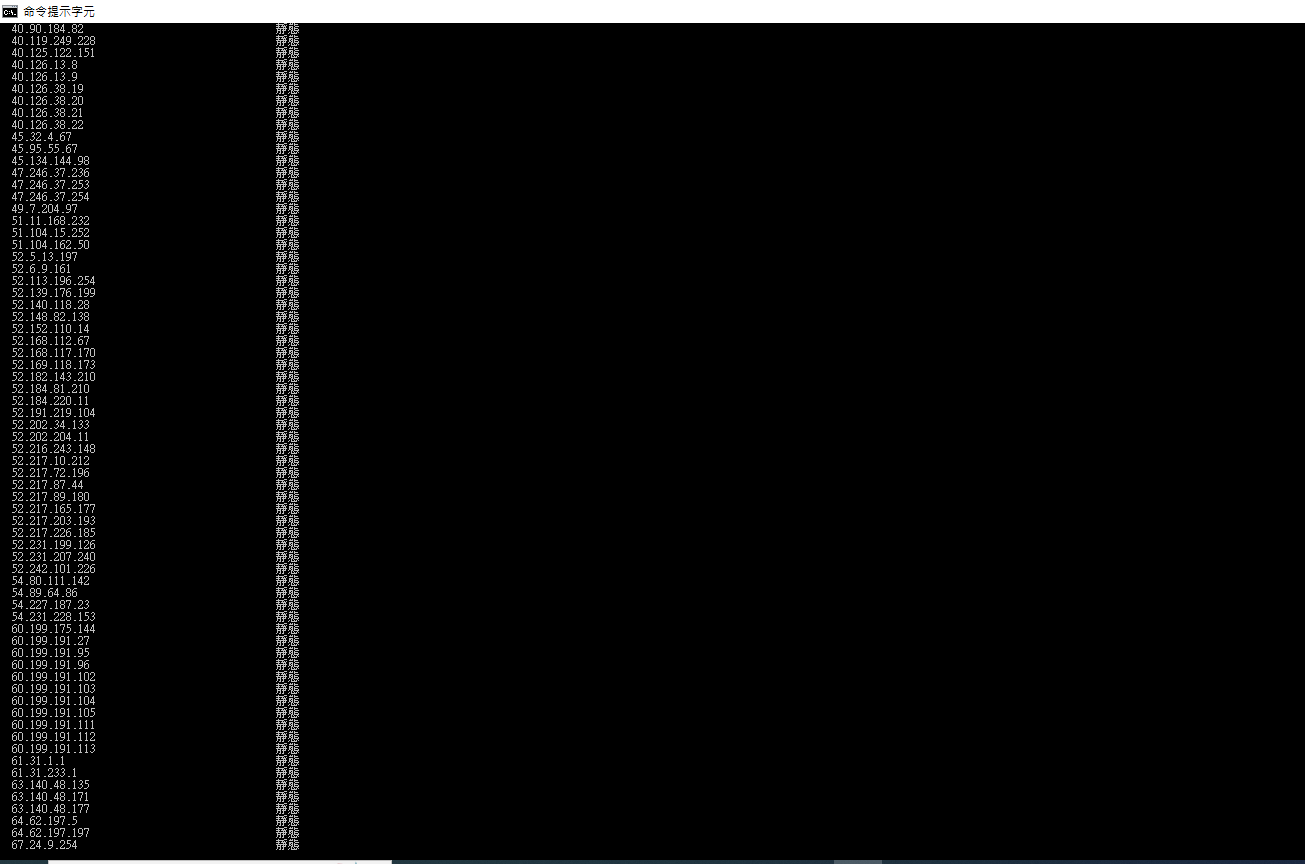 命令提示字元
40.90.184.82 靜態
40.119.249.228 靜態
40.125.122.151 靜態
40.126.13.8 靜態
40.126.13.9 靜態
40.126.38.19 靜態
40.126.38.20 靜態
40.126.38.21 靜態
40.126.38.22 靜態
45.32.4.67 靜態
45.95.55.67 靜態
45.134.144.98 靜態
47.246.37.236 靜態
47.246.37.253 靜態
47.246.37.254 靜態
49.7.204.97 靜態
51.11.168.232 靜態
51.104.15.252 靜態
51.104.162.50 靜態
52.5.13.197 靜態
52.6.9.161 靜態
52.113.196.254 靜態
52.139.176.199 靜態
52.140.118.28 靜態
52.148.82.138 靜態
52.152.110.14 靜態
52.168.112.67 靜態
52.168.117.170 靜態
52.169.118.173 靜態
52.182.143.210 靜態
52.184.81.210 靜態
52.184.220.11 靜態
52.191.219.104 靜態
52.202.34.133 靜態
52.202.204.11 靜態
52.216.243.148 靜態
52.217.10.212 靜態
52.217.72.196 靜態
52.217.87.44 靜態
52.217.89.180 靜態
52.217.165.177 靜態
52.217.203.193 靜態
52.217.226.185 靜態
52.231.199.126 靜態
52.231.207.240 靜態
52.242.101.226 靜態
54.80.111.142 靜態
54.89.64.86 靜態
54.227.187.23 靜態
54.231.228.153 靜態
60.199.175.144 靜態
60.199.191.27 靜態
60.199.191.95 靜態
60.199.191.96 靜態
60.199.191.102 靜態
60.199.191.103 靜態
60.199.191.104 靜態
60.199.191.105 靜態
60.199.191.111 靜態
60.199.191.112 靜態
60.199.191.113 靜態
61.31.1.1 靜態
61.31.233.1 靜態
63.140.48.135 靜態
63.140.48.171 靜態
63.140.48.177 靜態
64.62.197.5 靜態
64.62.197.197 靜態
67.24.9.254 靜態